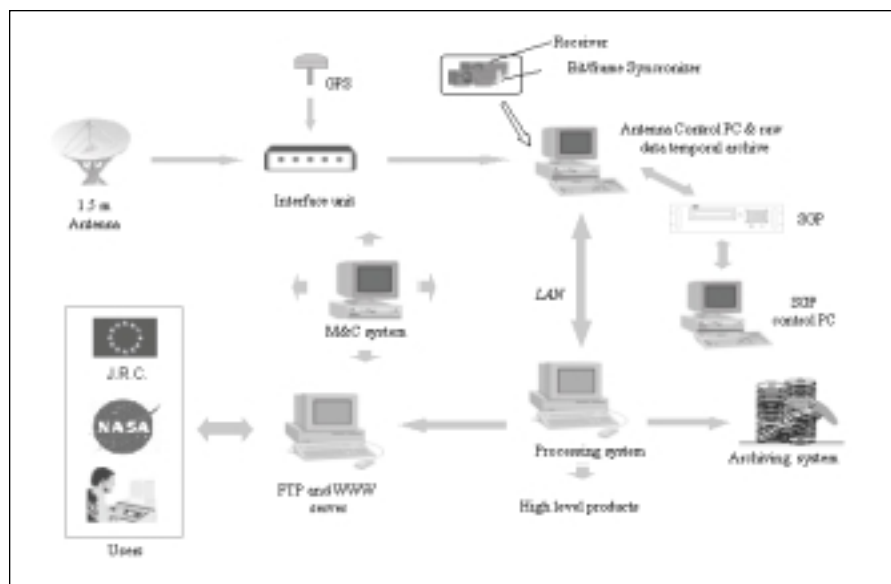 Receiver
Bit/frame Syncronizer
GPS
Antenna Control PC & raw
data temporal archive
1.5 m
Antenna
Interface unit
SGP
LAN
SGP
control PC
M&C system
J.R.C.
NASA
Processing system
Archiving system
FTP and WWW
server
High level products
Users